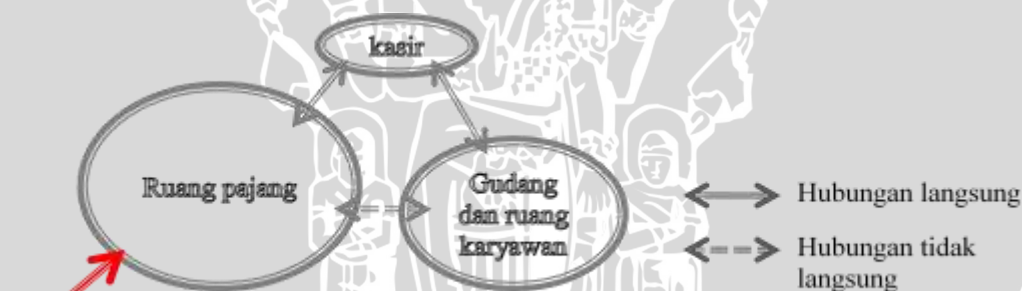 kasir
Ruang pajang
Gudang
dan ruang
karyawan
Hubungan langsung
Hubungan tidak
langsung